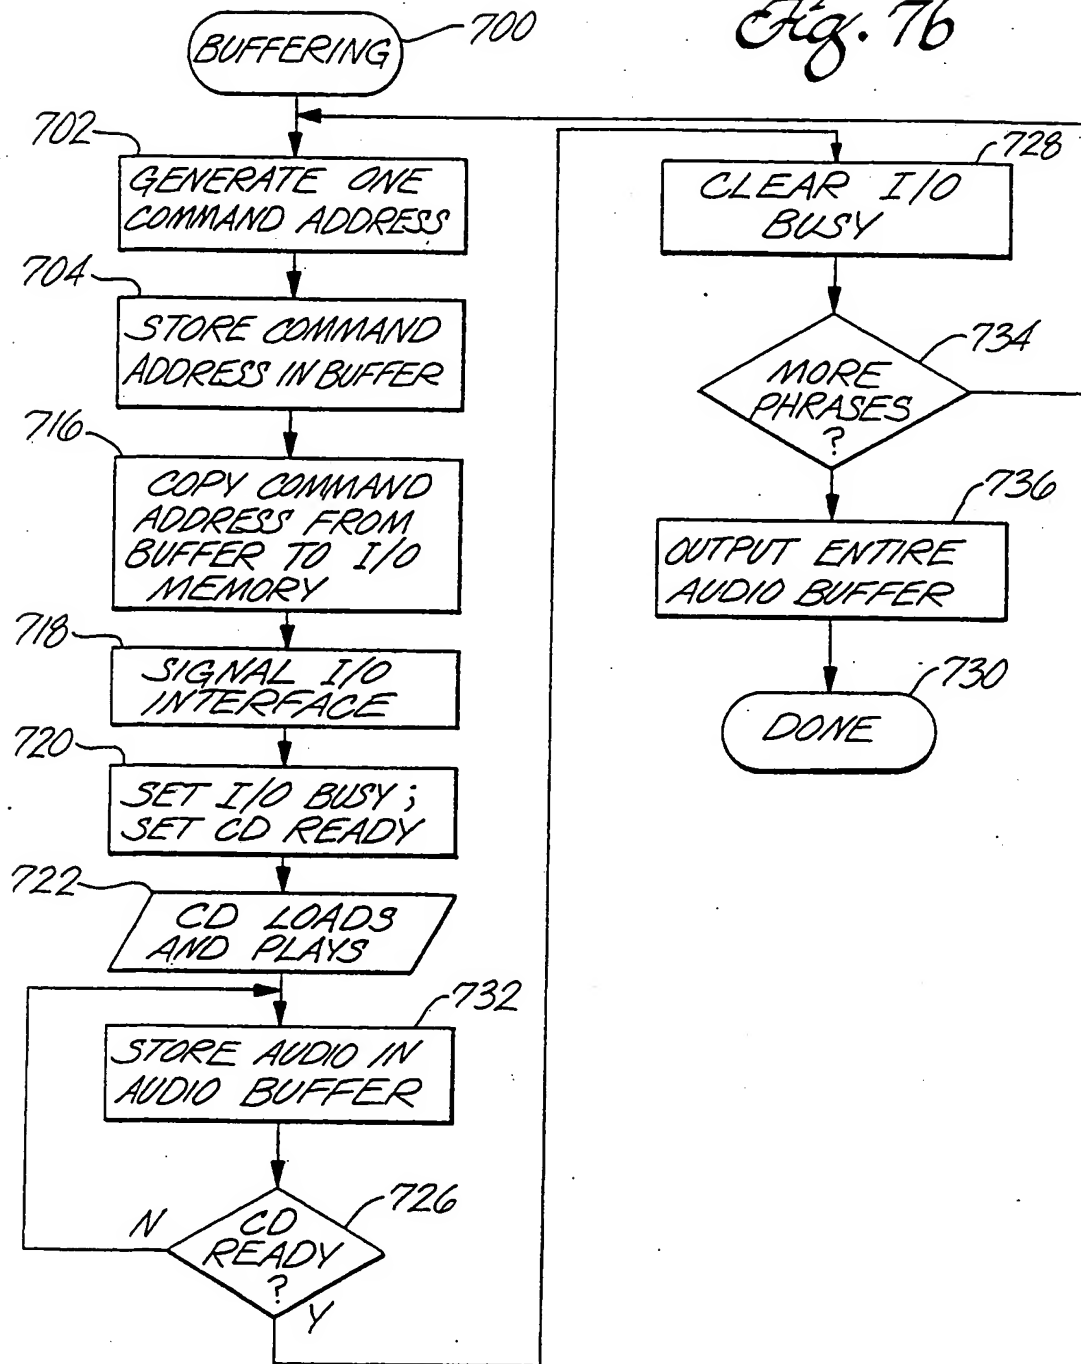 Fig. 7b
BUFFERING
700
702
GENERATE ONE
COMMAND ADDRESS
704
STORE COMMAND
ADDRESS IN BUFFER
716
COPY COMMAND
ADDRESS FROM
BUFFER TO I/O
MEMORY
718
SIGNAL I/O
INTERFACE
720
SET I/O BUSY;
SET CD READY
722
CD LOADS
AND PLAYS
732
STORE AUDIO IN
AUDIO BUFFER
726
CD
READY
?
N
Y
728
CLEAR I/O
BUSY
734
MORE
PHRASES
?
736
OUTPUT ENTIRE
AUDIO BUFFER
730
DONE